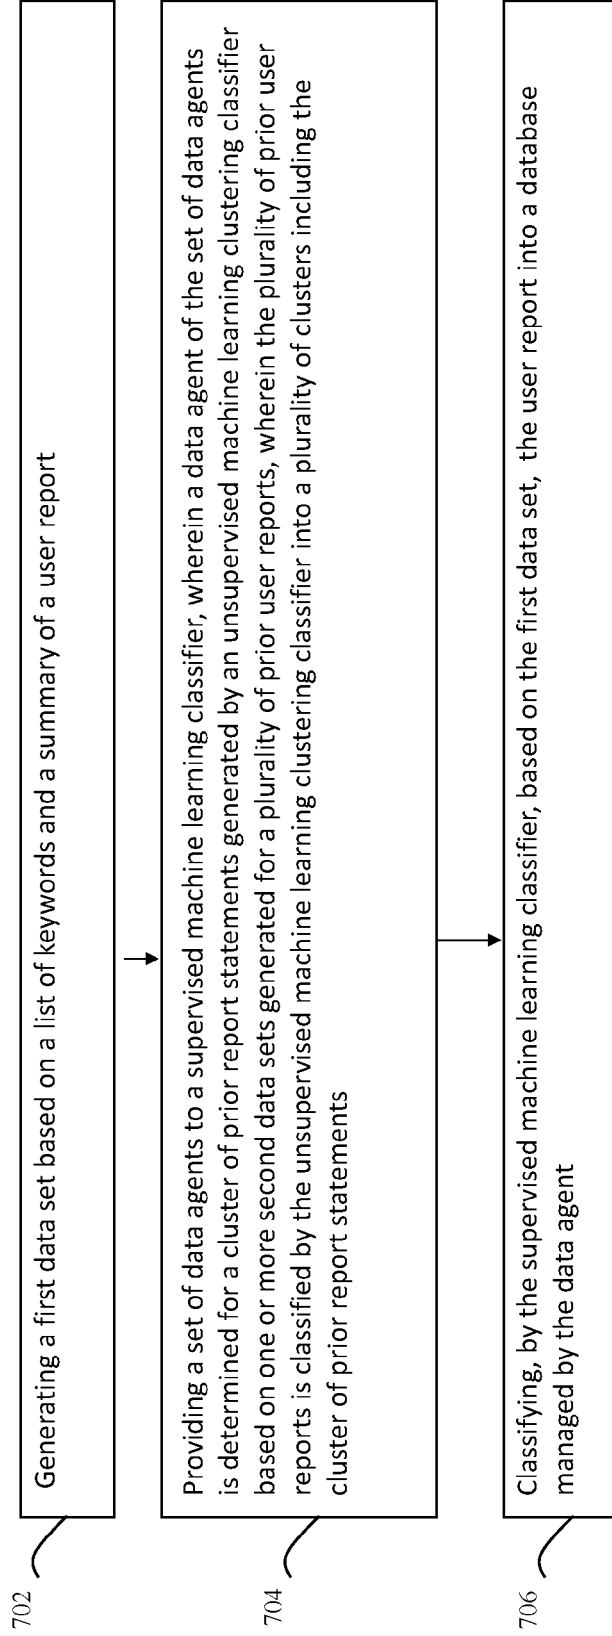 702
Generating a first data set based on a list of keywords and a summary of a user report
704
Providing a set of data agents to a supervised machine learning classifier, wherein a data agent of the set of data agents
is determined for a cluster of prior report statements generated by an unsupervised machine learning clustering classifier
based on one or more second data sets generated for a plurality of prior user reports, wherein the plurality of prior user
reports is classified by the unsupervised machine learning clustering classifier into a plurality of clusters including the
cluster of prior report statements
706
Classifying, by the supervised machine learning classifier, based on the first data set, the user report into a database
managed by the data agent